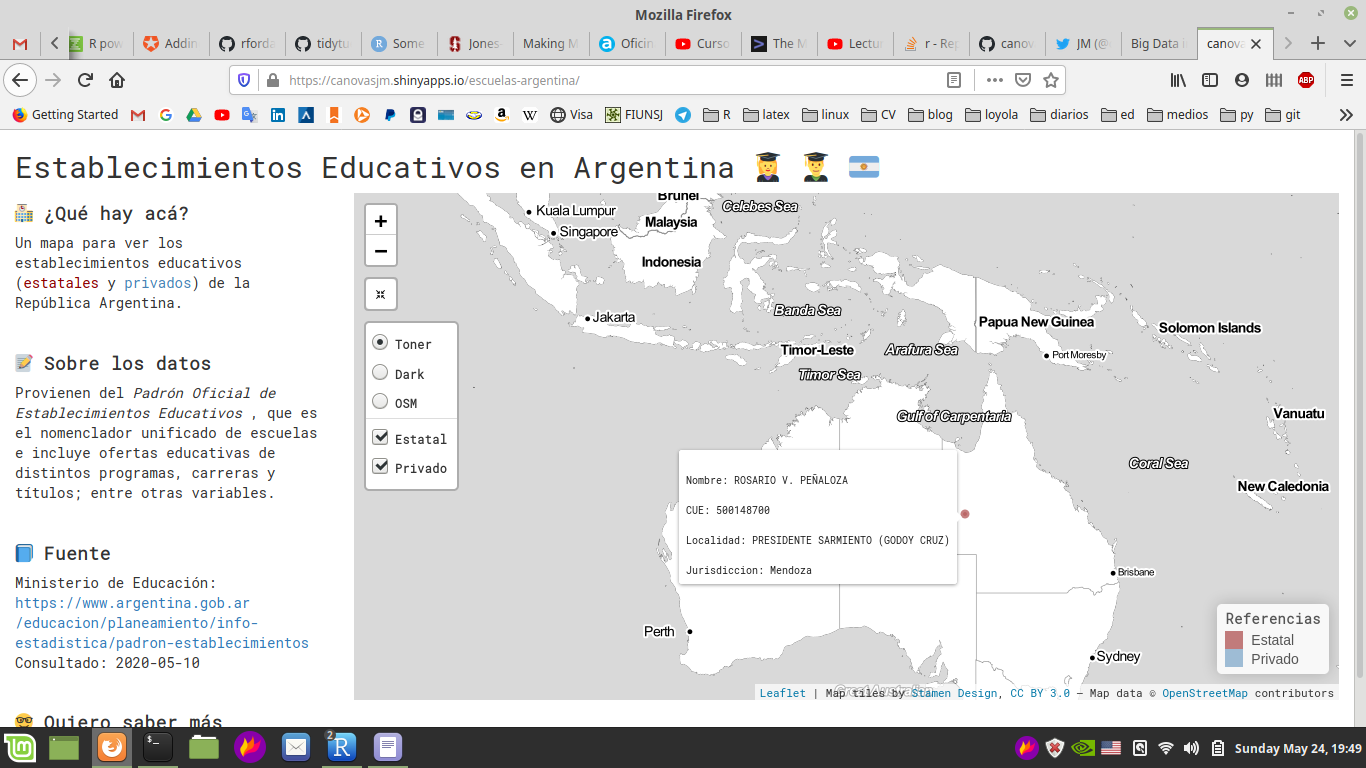 Mozilla Firefox
R pow
Addin
rforda
tidytu
Some
Jones-
Making M
Oficin
Curso
The M
Lectur
r - Rep
canov
JM (@
Big Data i
canova
https://canovasjm.shinyapps.io/escuelas-argentina/
ABP
Getting Started
Visa
FIUNSJ
R
latex
linux
CV
blog
loyola
diarios
ed
medios
py
git
Establecimientos Educativos en Argentina
¿Qué hay acá?
Un mapa para ver los
establecimientos educativos
(estatales y privados) de la
República Argentina.
Sobre los datos
Provienen del Padrón Oficial de
Establecimientos Educativos , que es
el nomenclador unificado de escuelas
e incluye ofertas educativas de
distintos programas, carreras y
títulos; entre otras variables.
Fuente
Ministerio de Educación:
https://www.argentina.gob.ar
/educacion/planeamiento/info-
estadistica/padron-establecimientos
Consultado: 2020-05-10
Quiero saber más
+
−
Toner
Dark
OSM
Estatal
Privado
Brunei
Celebes Sea
Kuala Lumpur
Malaysia
Singapore
Indonesia
Banda Sea
Jakarta
Papua New Guinea
Solomon Islands
Timor-Leste
Arafura Sea
Port Moresby
Timor Sea
Gulf of Carpentaria
Vanuatu
Coral Sea
New Caledonia
Nombre: ROSARIO V. PEÑALOZA
CUE: 500148700
Localidad: PRESIDENTE SARMIENTO (GODOY CRUZ)
Jurisdiccion: Mendoza
Brisbane
Perth
Sydney
Great Australian
Referencias
Estatal
Privado
Leaflet | Map tiles by Stamen Design, CC BY 3.0 — Map data © OpenStreetMap contributors
2
Sunday May 24, 19:49